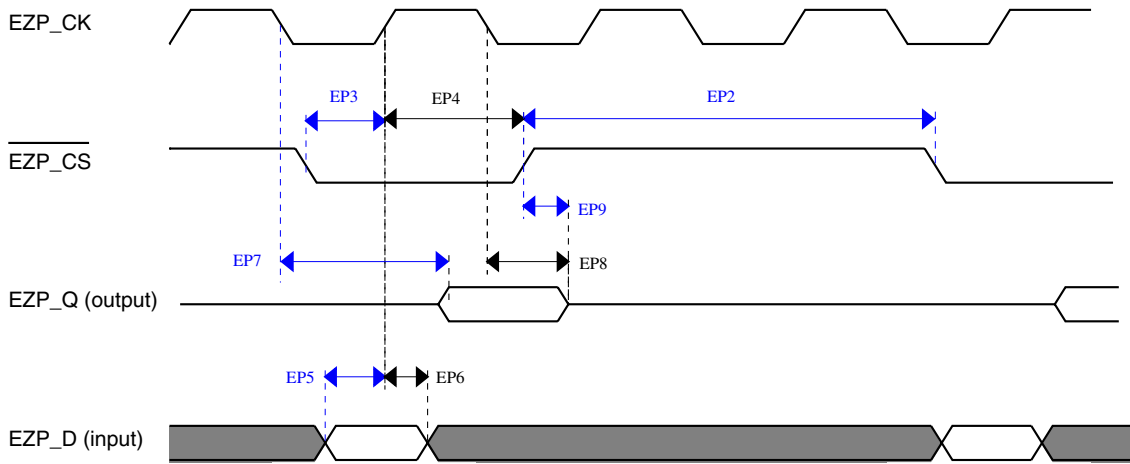 EZP_CK
EP3
EP4
EP2
EZP_CS
EP9
EP7
EP8
EZP_Q (output)
EP5
EP6
EZP_D (input)